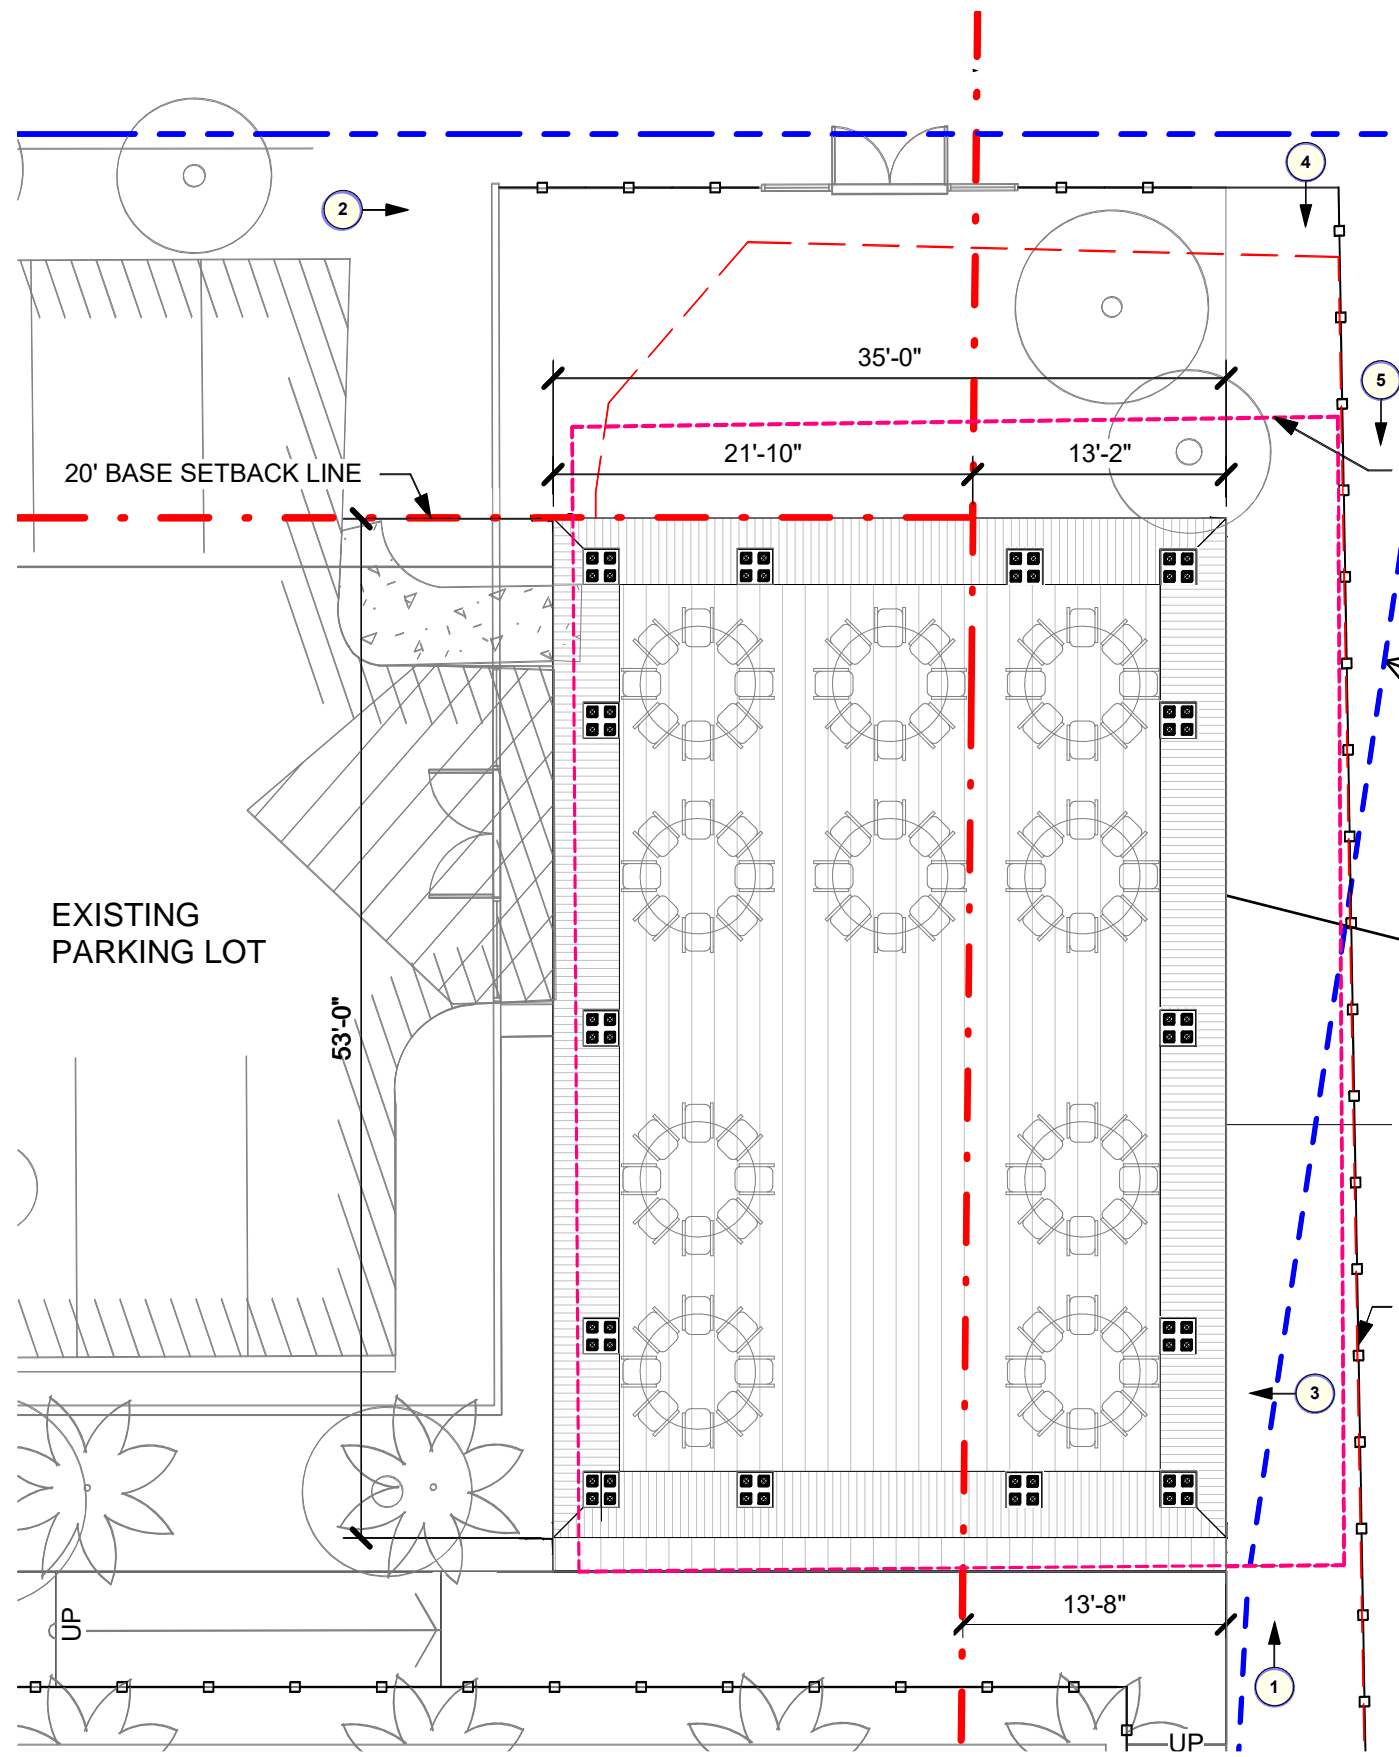 4
2
35'-0"
5
21'-10"
13'-2"
20' BASE SETBACK LINE
EXISTING
PARKING LOT
53'-0"
3
13'-8"
UP
1
UP